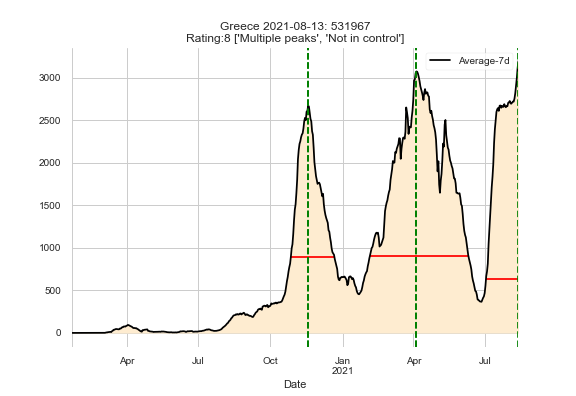 Greece 2021-08-13: 531967
Rating:8 ['Multiple peaks', 'Not in control']
Average-7d
3000
2500
2000
1500
1000
500
0
Apr
Jul
Oct
Jan
2021
Apr
Jul
Date